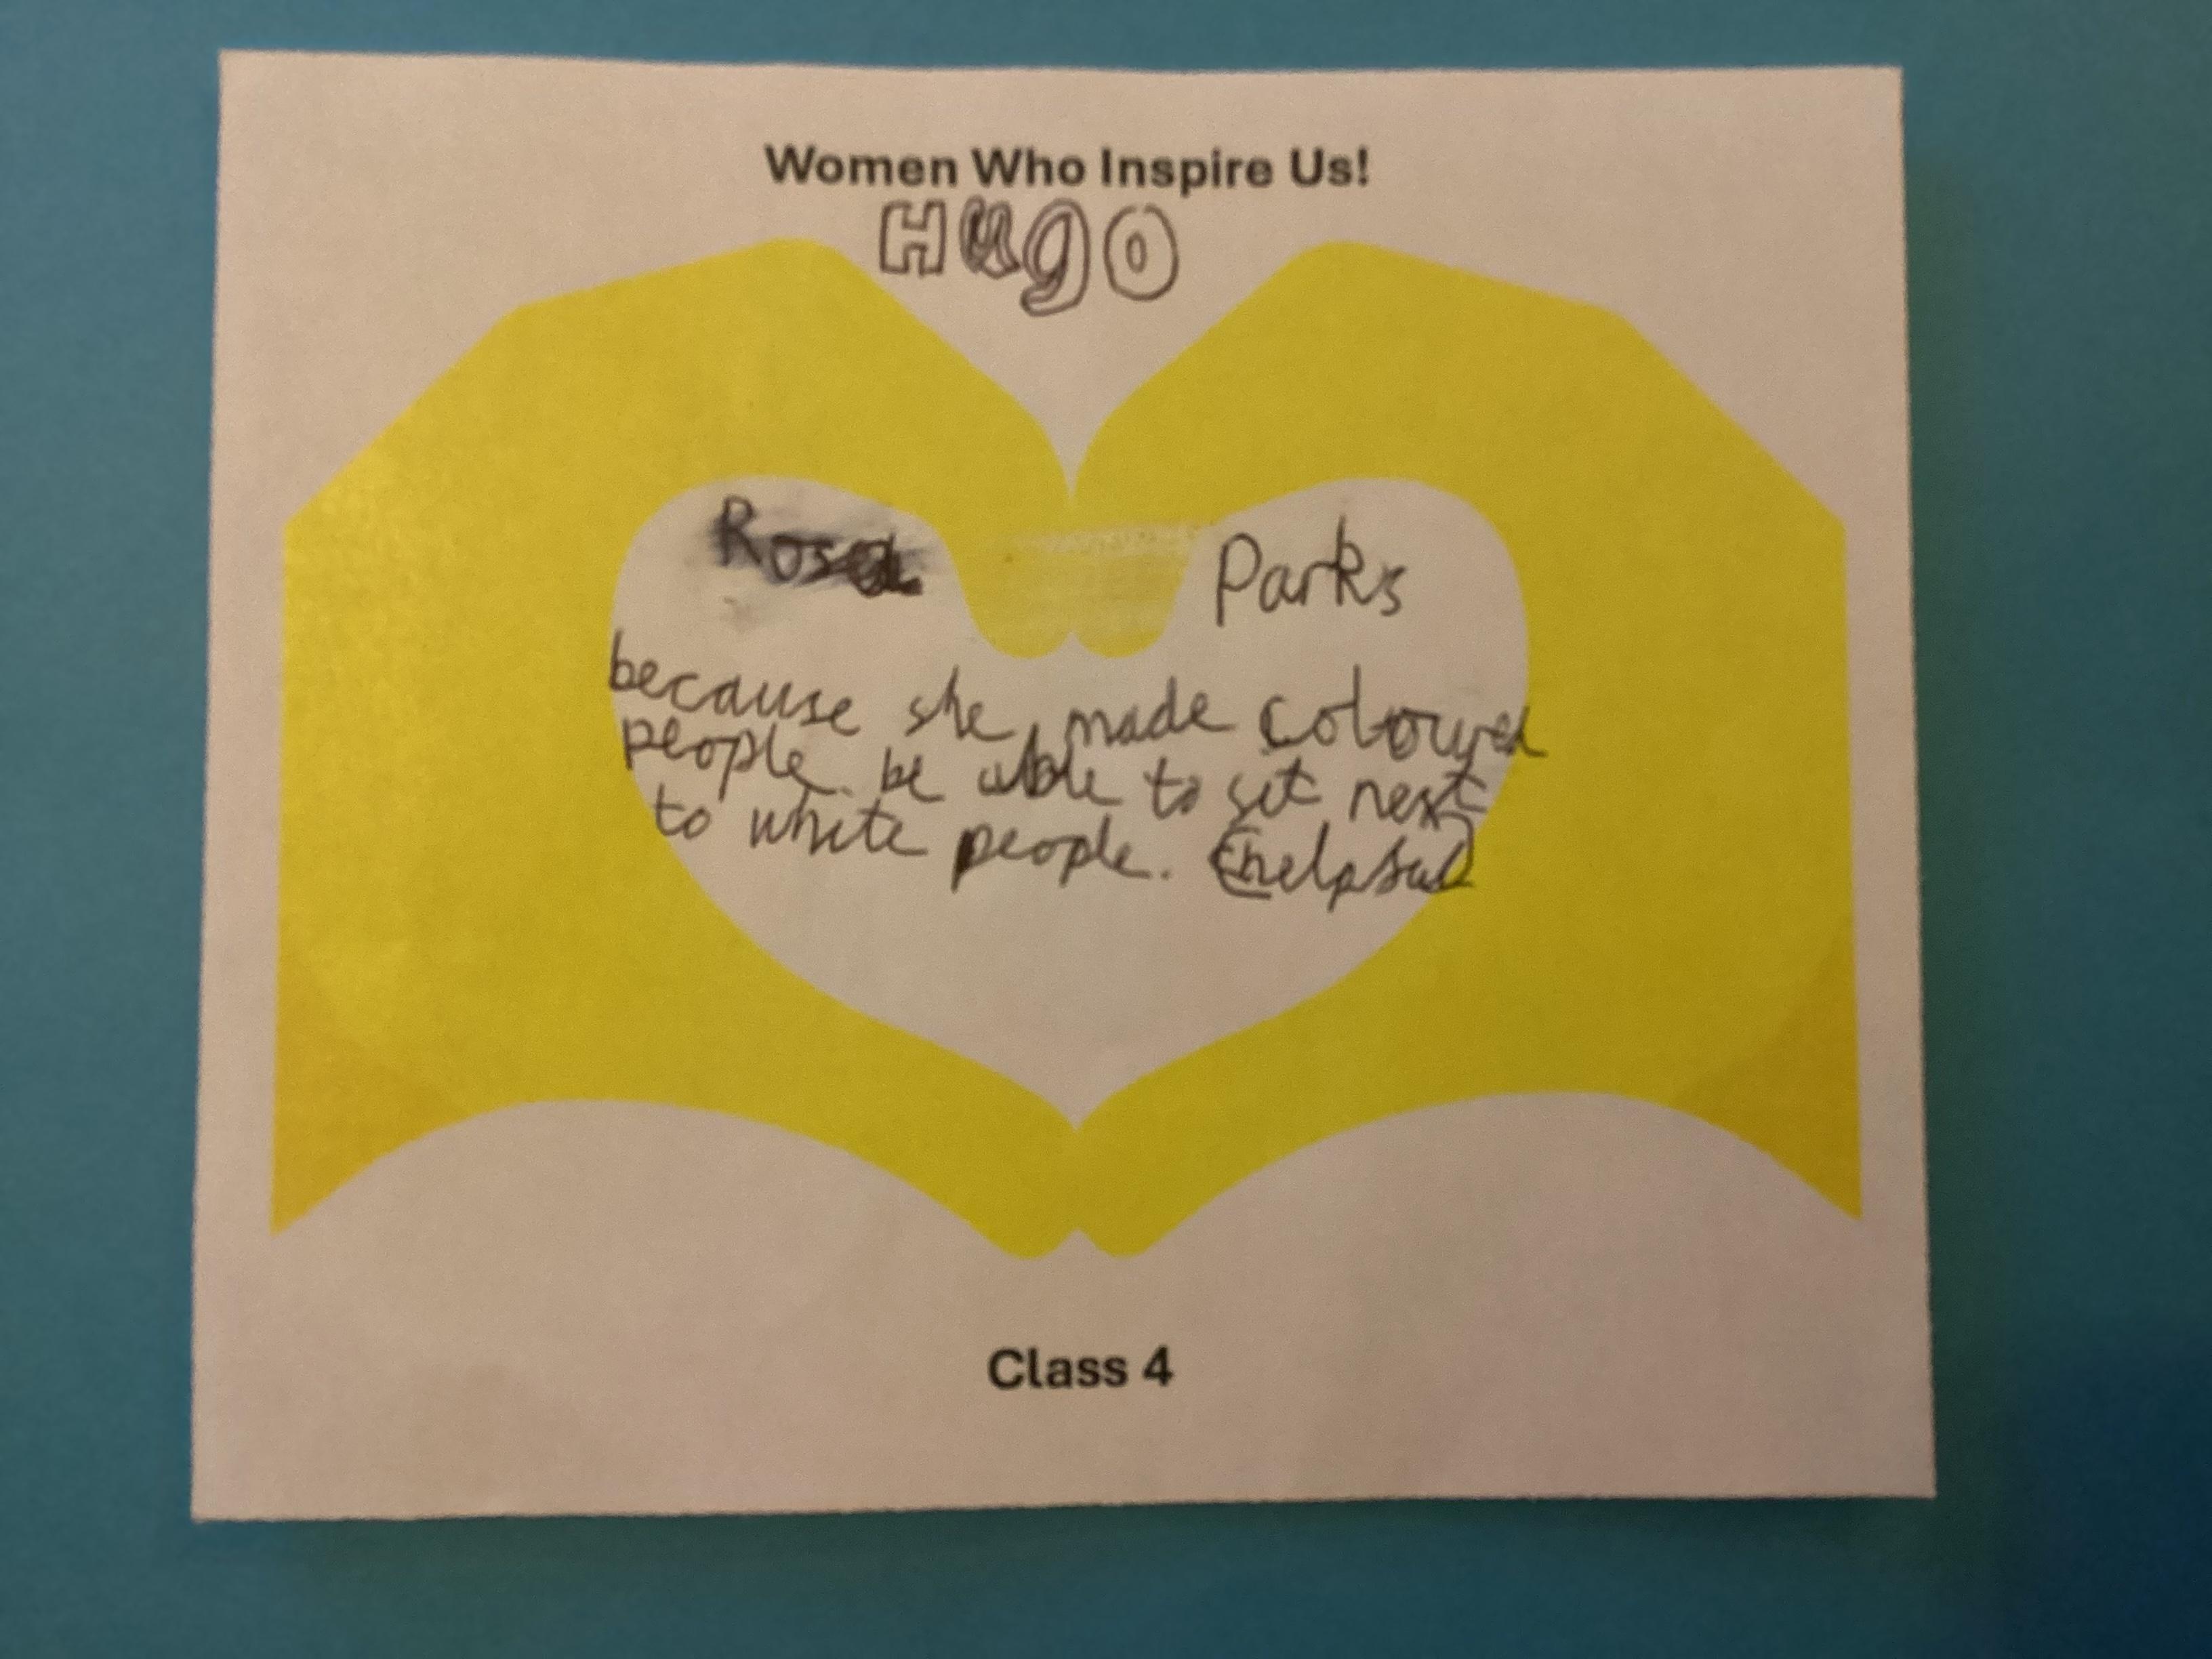 Women Who Inspire Us!
Hugo
Rosa Parks
because she made coloured
people be able to sit next
to white people. (helpful)
Class 4